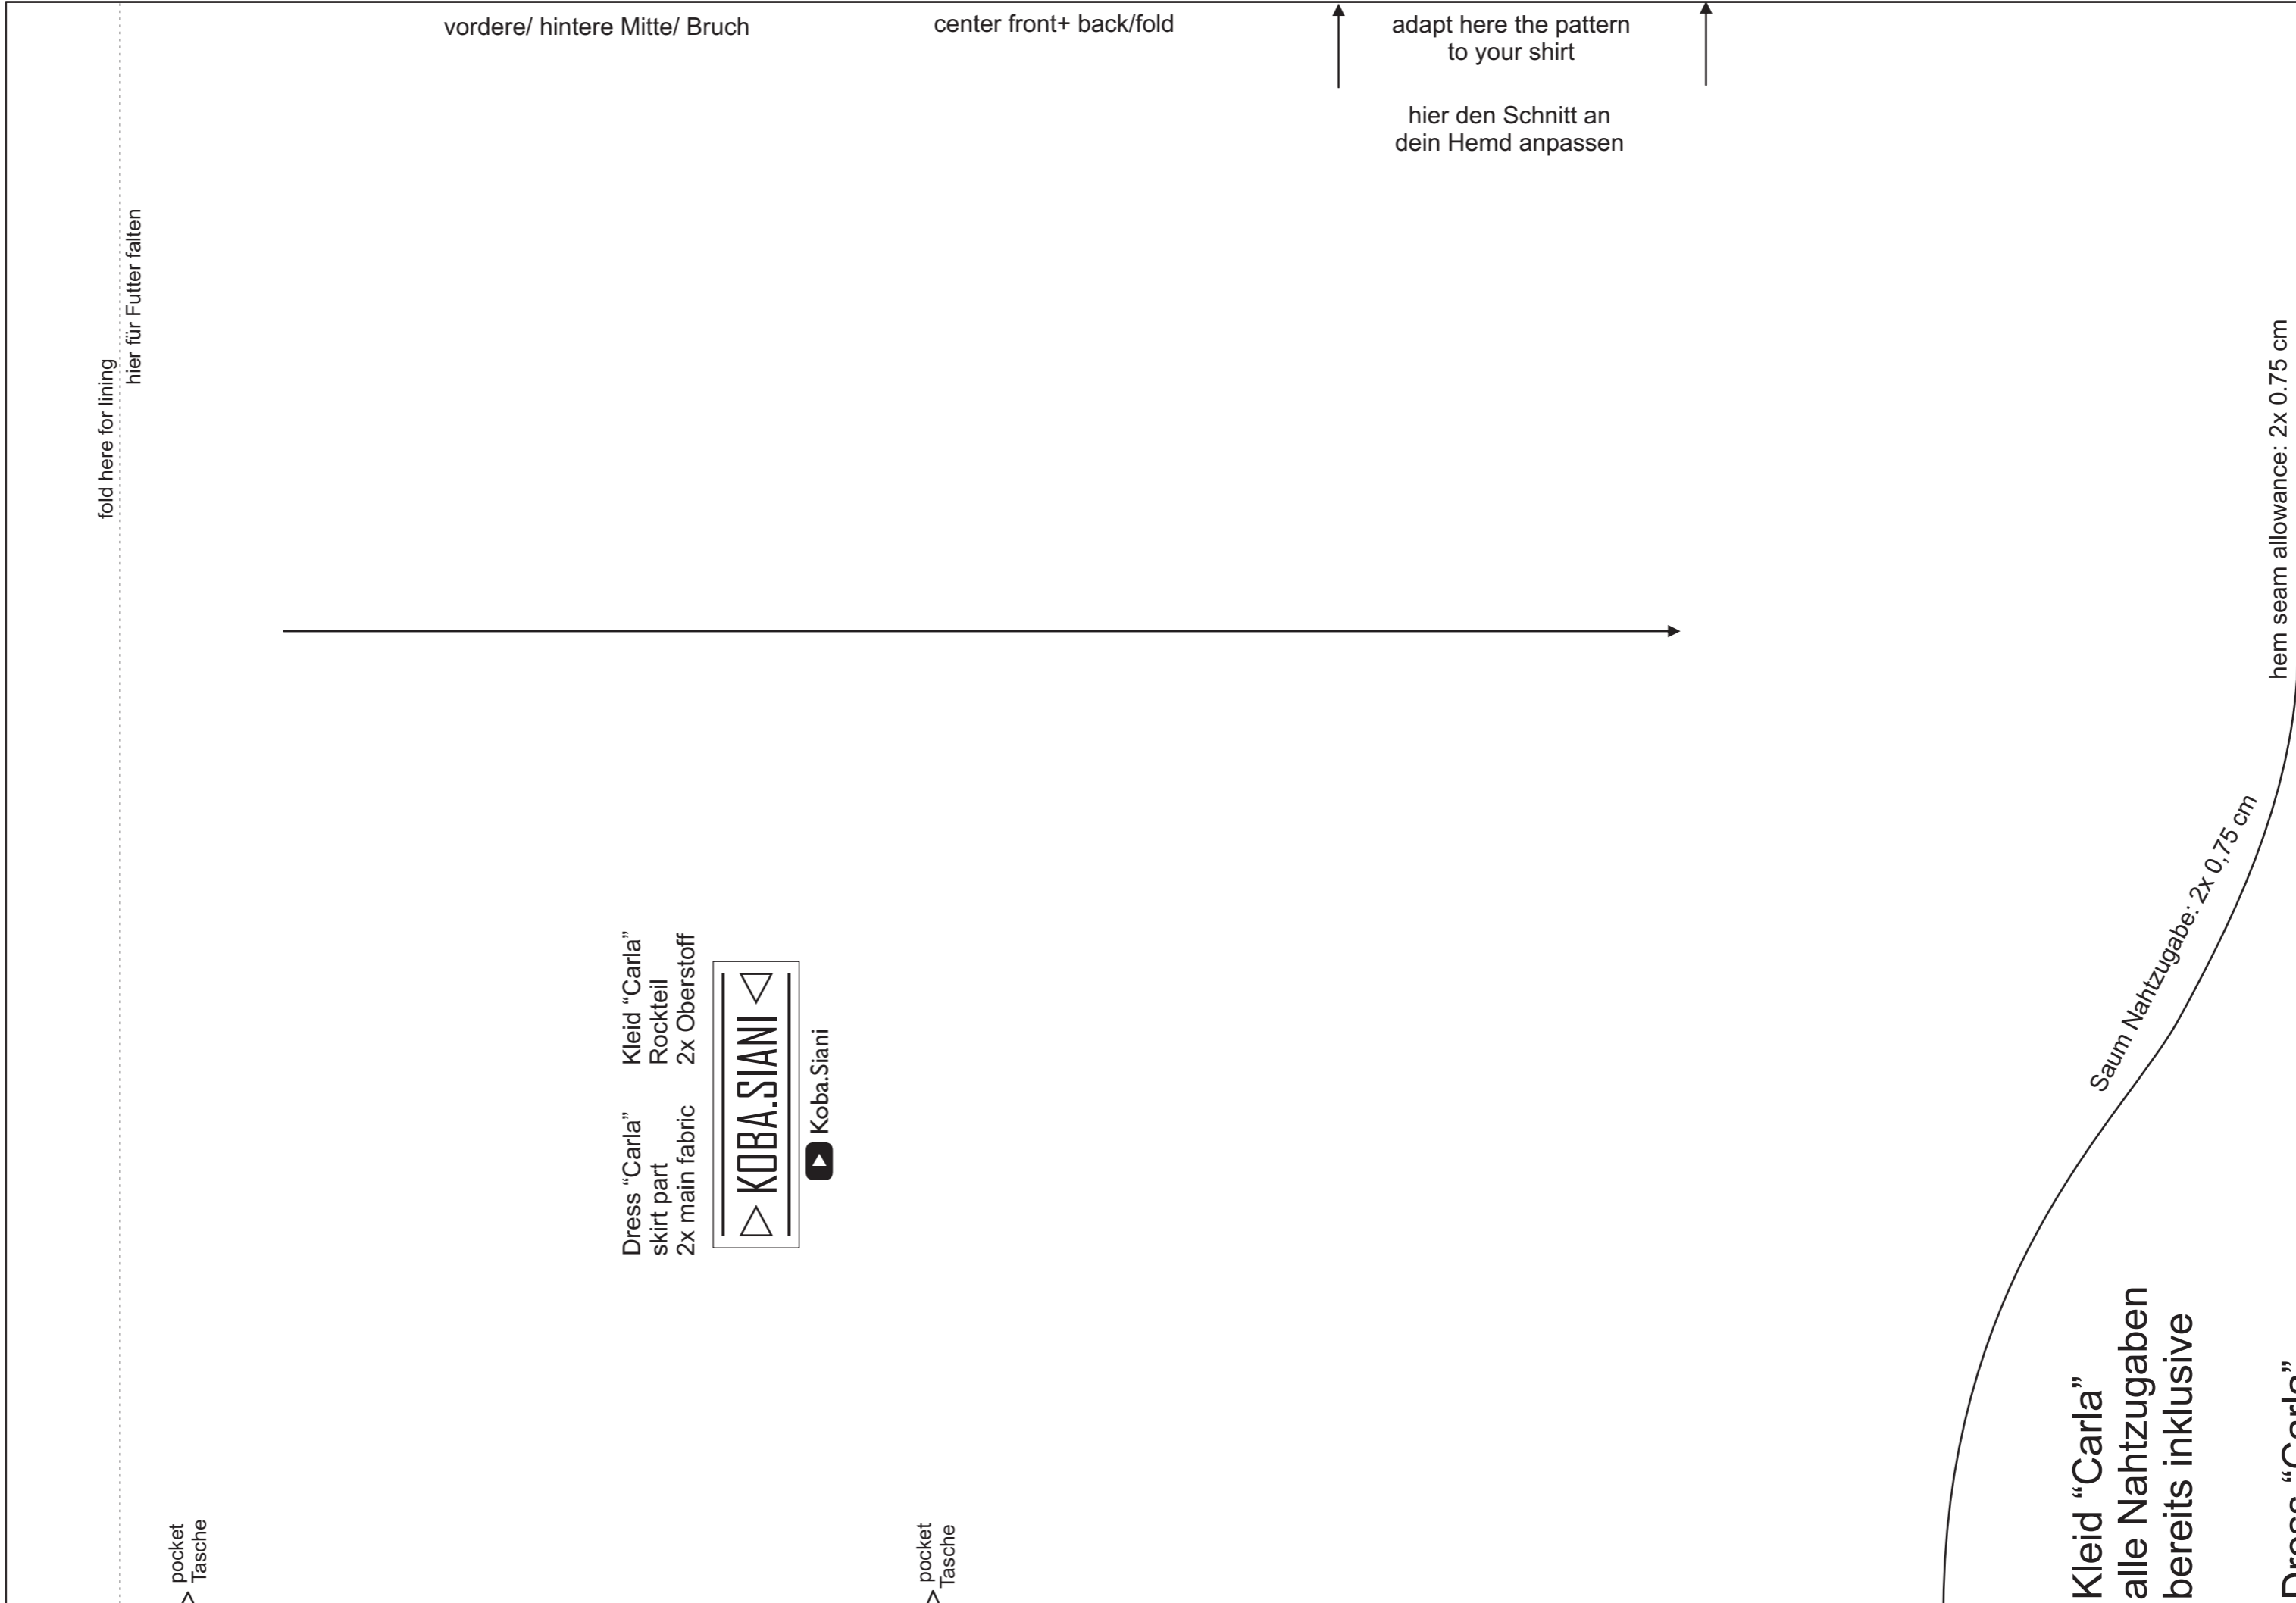 vordere/ hintere Mitte/ Bruch
center front+ back/fold
adapt here the pattern
to your shirt
hier den Schnitt an
dein Hemd anpassen
fold here for lining
hier für Futter falten
hem seam allowance: 2x 0.75 cm
Saum Nahtzugabe: 2x 0,75 cm
Dress “Carla”
skirt part
2x main fabric
Kleid “Carla”
Rockteil
2x Oberstoff
KOBA.SIANI
Koba.Siani
pocket
Tasche
pocket
Tasche
Kleid “Carla”
alle Nahtzugaben
bereits inklusive
Dress “Carla”